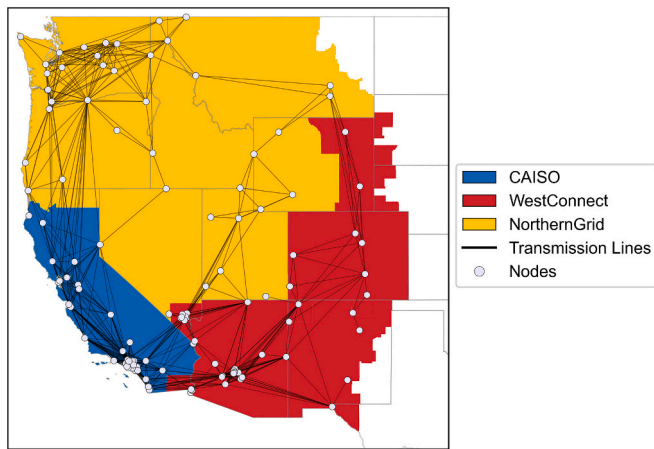 CAISO
WestConnect
NorthernGrid
Transmission Lines
Nodes